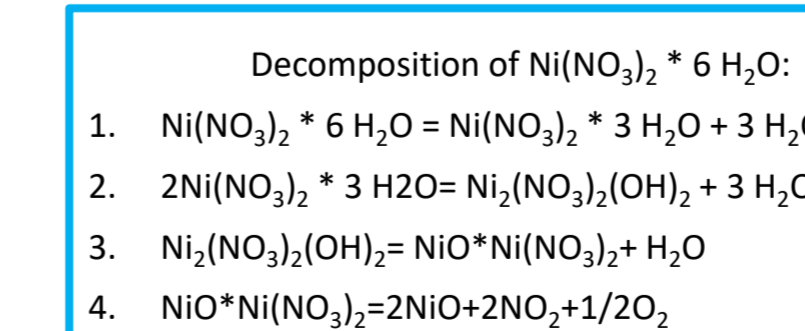 Decomposition of Ni(NO₃)₂ * 6 H₂O:
1. Ni(NO₃)₂ * 6 H₂O = Ni(NO₃)₂ * 3 H₂O + 3 H₂
2. 2Ni(NO₃)₂ * 3 H2O= Ni₂(NO₃)₂(OH)₂ + 3 H₂O
3. Ni₂(NO₃)₂(OH)₂= NiO*Ni(NO₃)₂+ H₂O
4. NiO*Ni(NO₃)₂=2NiO+2NO₂+1/2O₂